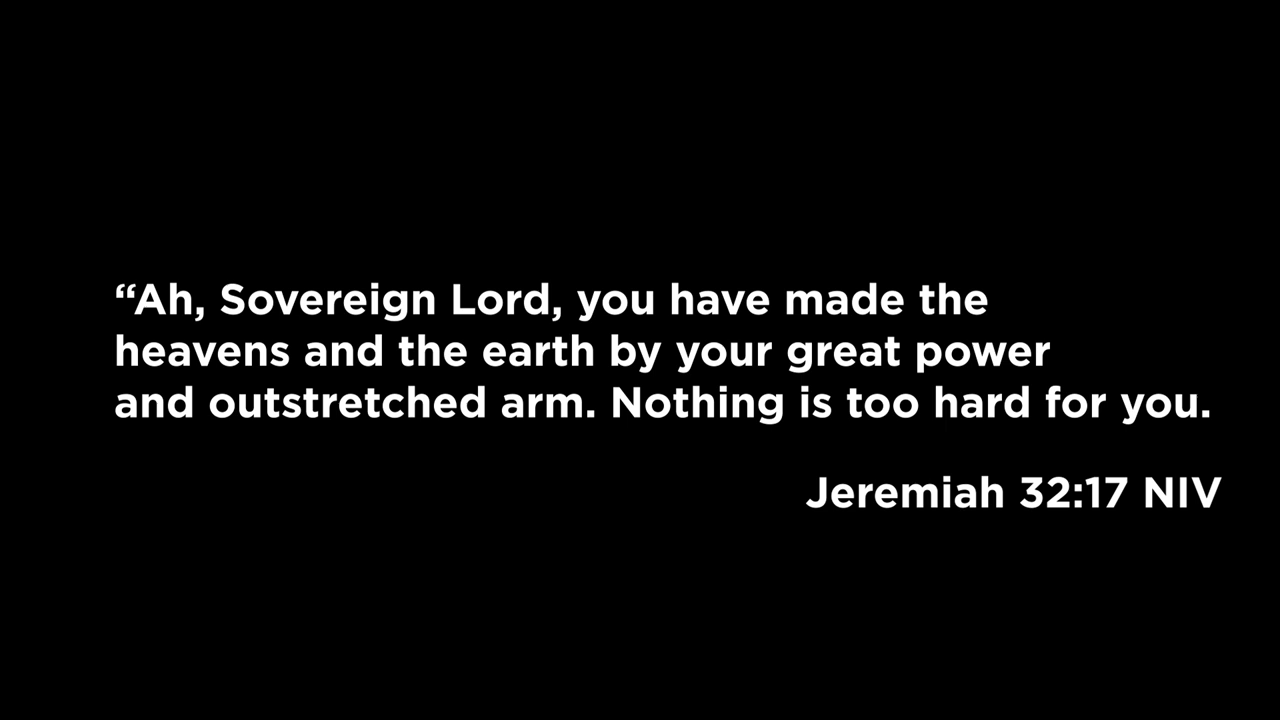 “Ah, Sovereign Lord, you have made the
heavens and the earth by your great power
and outstretched arm. Nothing is too hard for you.
Jeremiah 32:17 NIV